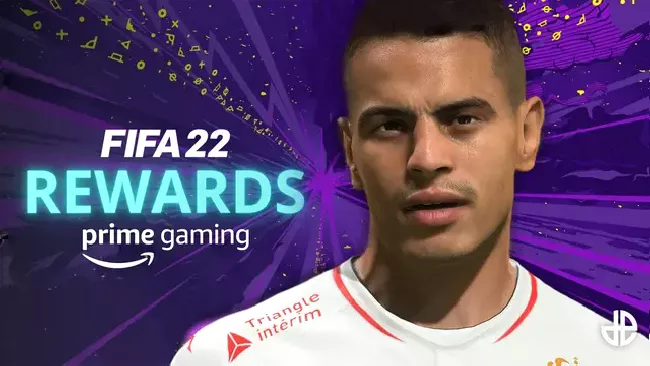 FIFA 22
REWARDS
prime gaming
Triangle
intérim